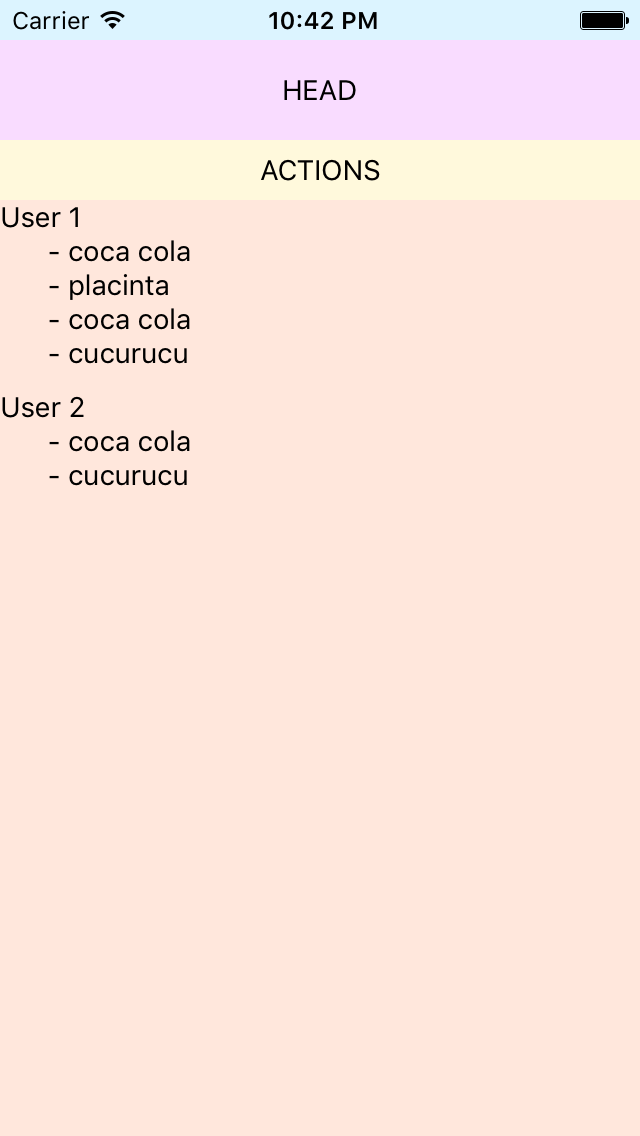 Carrier 10:42 PM
HEAD
ACTIONS
User 1
- coca cola
- placinta
- coca cola
- cucurucu
User 2
- coca cola
- cucurucu